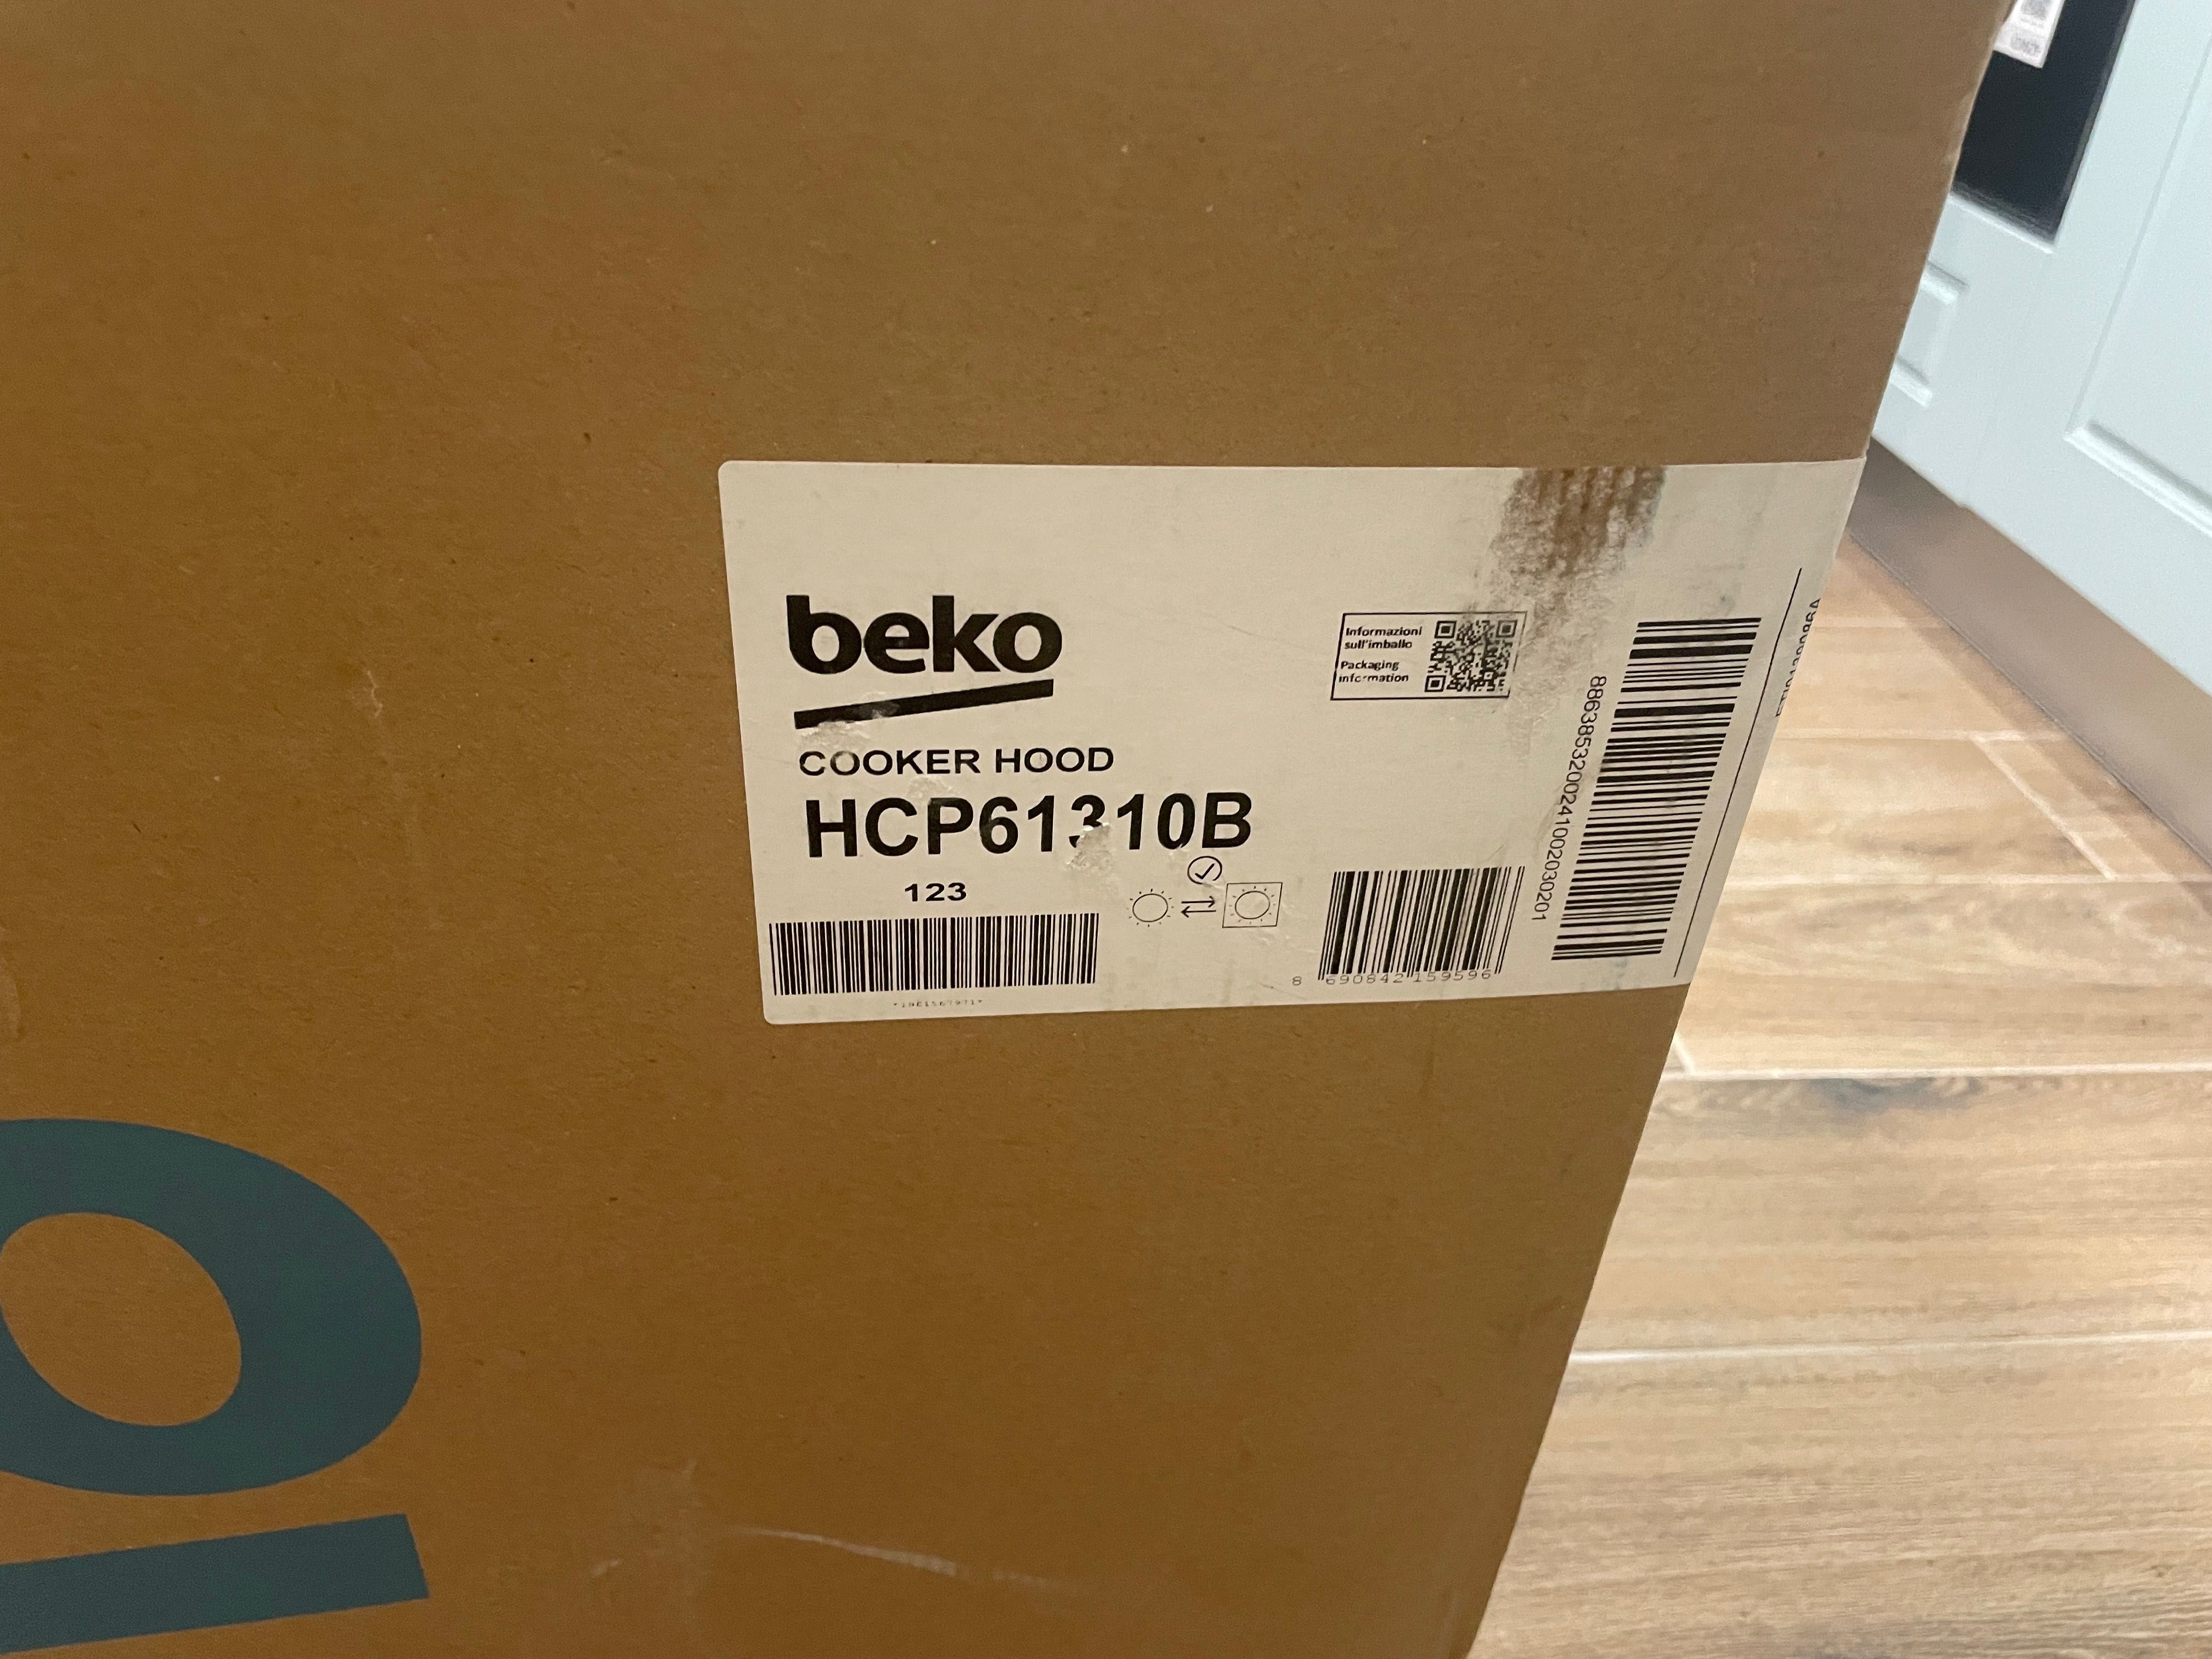 beko
COOKER HOOD
HCP61310B
123
Informazioni
sull'imballo
Packaging
information
8 690842 159596
8863853200241002030201